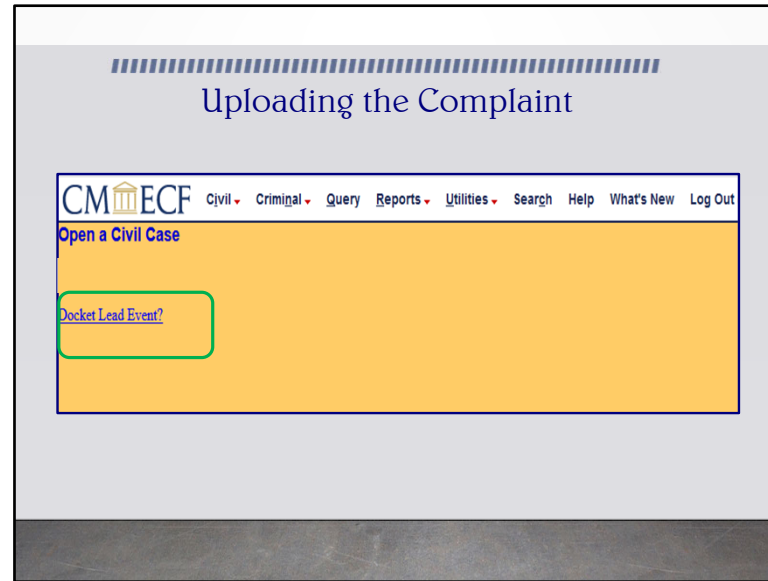 Uploading the Complaint
CM ECF Civil Criminal Query Reports Utilities Search Help What's New Log Out
Open a Civil Case
Docket Lead Event?